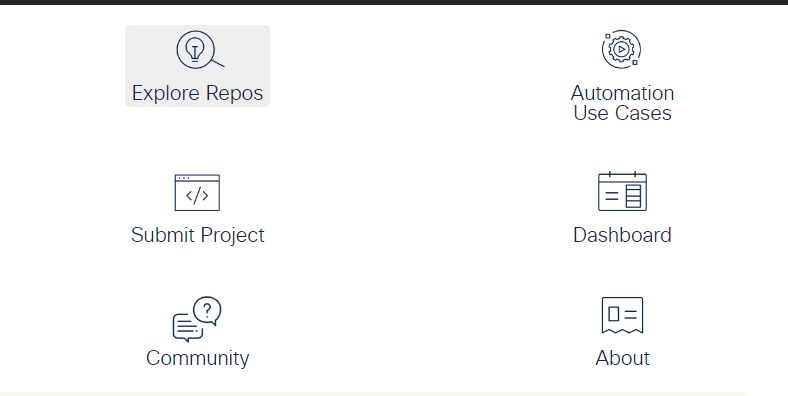 Explore Repos
Automation
Use Cases
Submit Project
Dashboard
Community
About